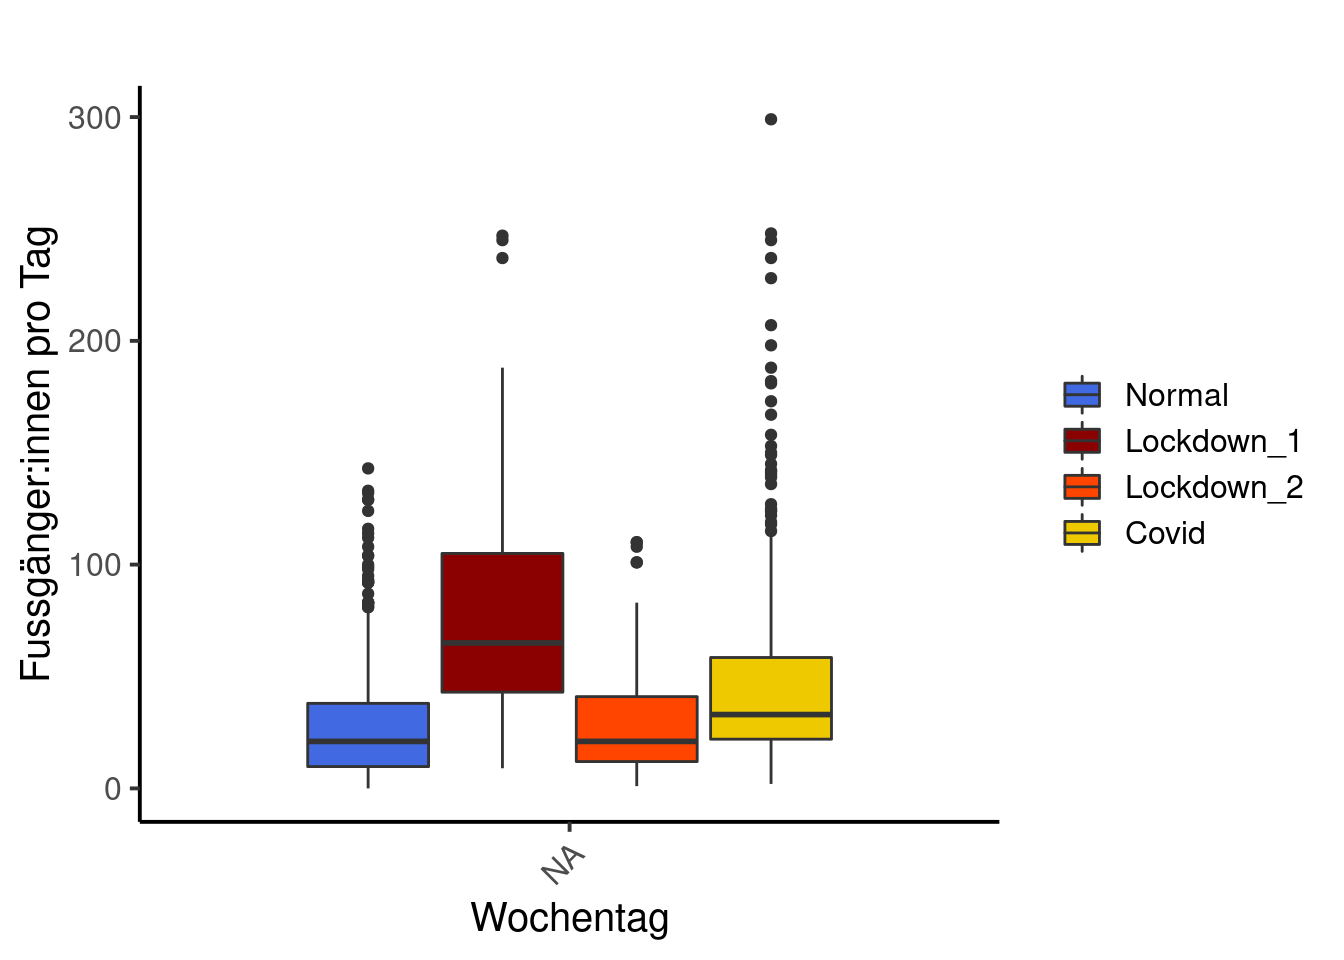 Fussgänger:innen pro Tag
300
200
100
0
NA
Wochentag
Normal
Lockdown_1
Lockdown_2
Covid